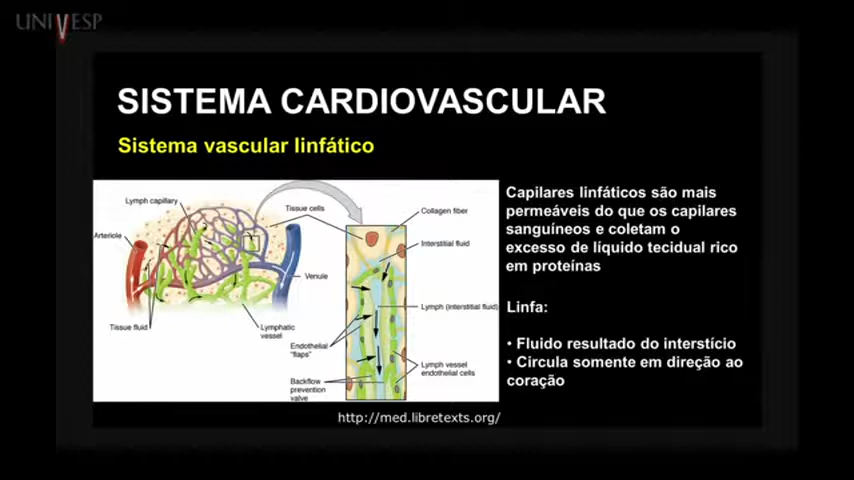 UNIVESP
SISTEMA CARDIOVASCULAR
Sistema vascular linfático
Lymph capillary
Tissue cells
Arteriole
Venule
Tissue fluid
Lymphatic
vessel
Collagen fiber
Interstitial fluid
Lymph (interstitial fluid)
Endothelial
"flaps"
Lymph vessel
endothelial cells
Backflow
prevention
valve
Capilares linfáticos são mais
permeáveis do que os capilares
sanguíneos e coletam o
excesso de líquido tecidual rico
em proteínas
Linfa:
• Fluido resultado do interstício
• Circula somente em direção ao
coração
http://med.libretexts.org/